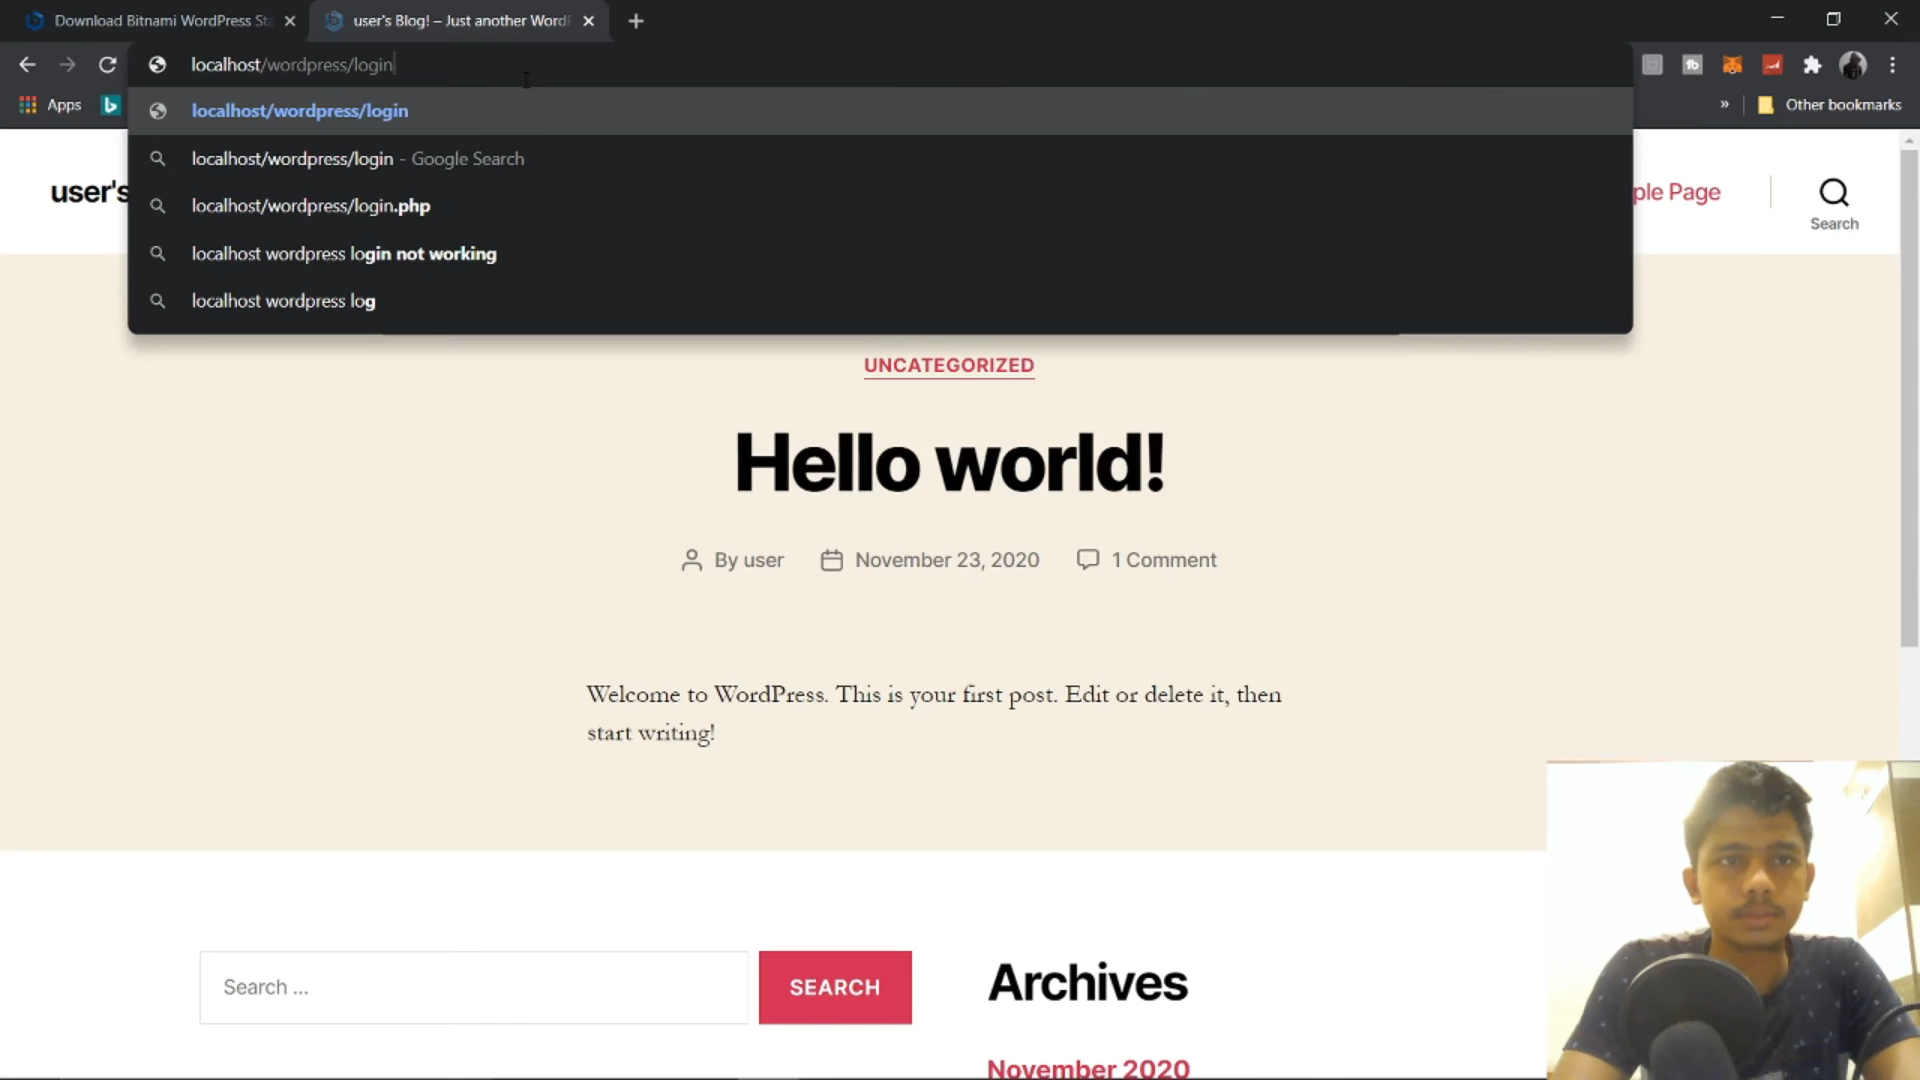 Download Bitnami WordPress Sta
user's Blog! – Just another WordP
localhost/wordpress/login
Apps
Other bookmarks
localhost/wordpress/login
localhost/wordpress/login - Google Search
localhost/wordpress/login.php
localhost wordpress login not working
localhost wordpress log
user's
ple Page
Search
UNCATEGORIZED
Hello world!
By user
November 23, 2020
1 Comment
Welcome to WordPress. This is your first post. Edit or delete it, then
start writing!
Search ...
SEARCH
Archives
November 2020